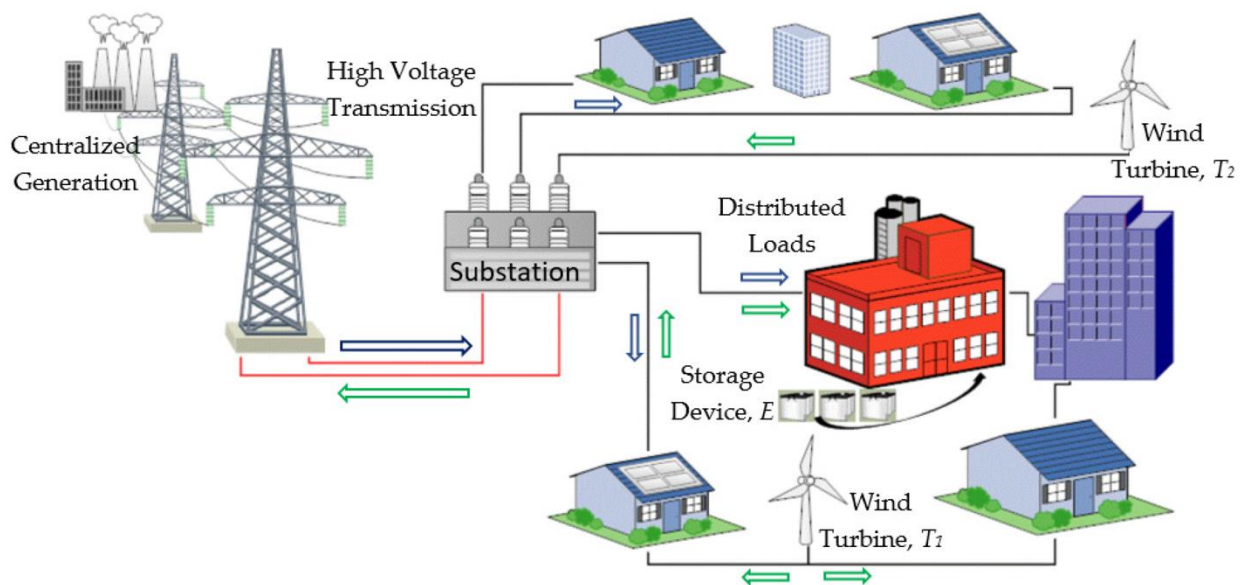 High Voltage
Transmission
Centralized
Generation
Wind
Turbine, T2
Distributed
Loads
Substation
Storage
Device, E
Wind
Turbine, T1